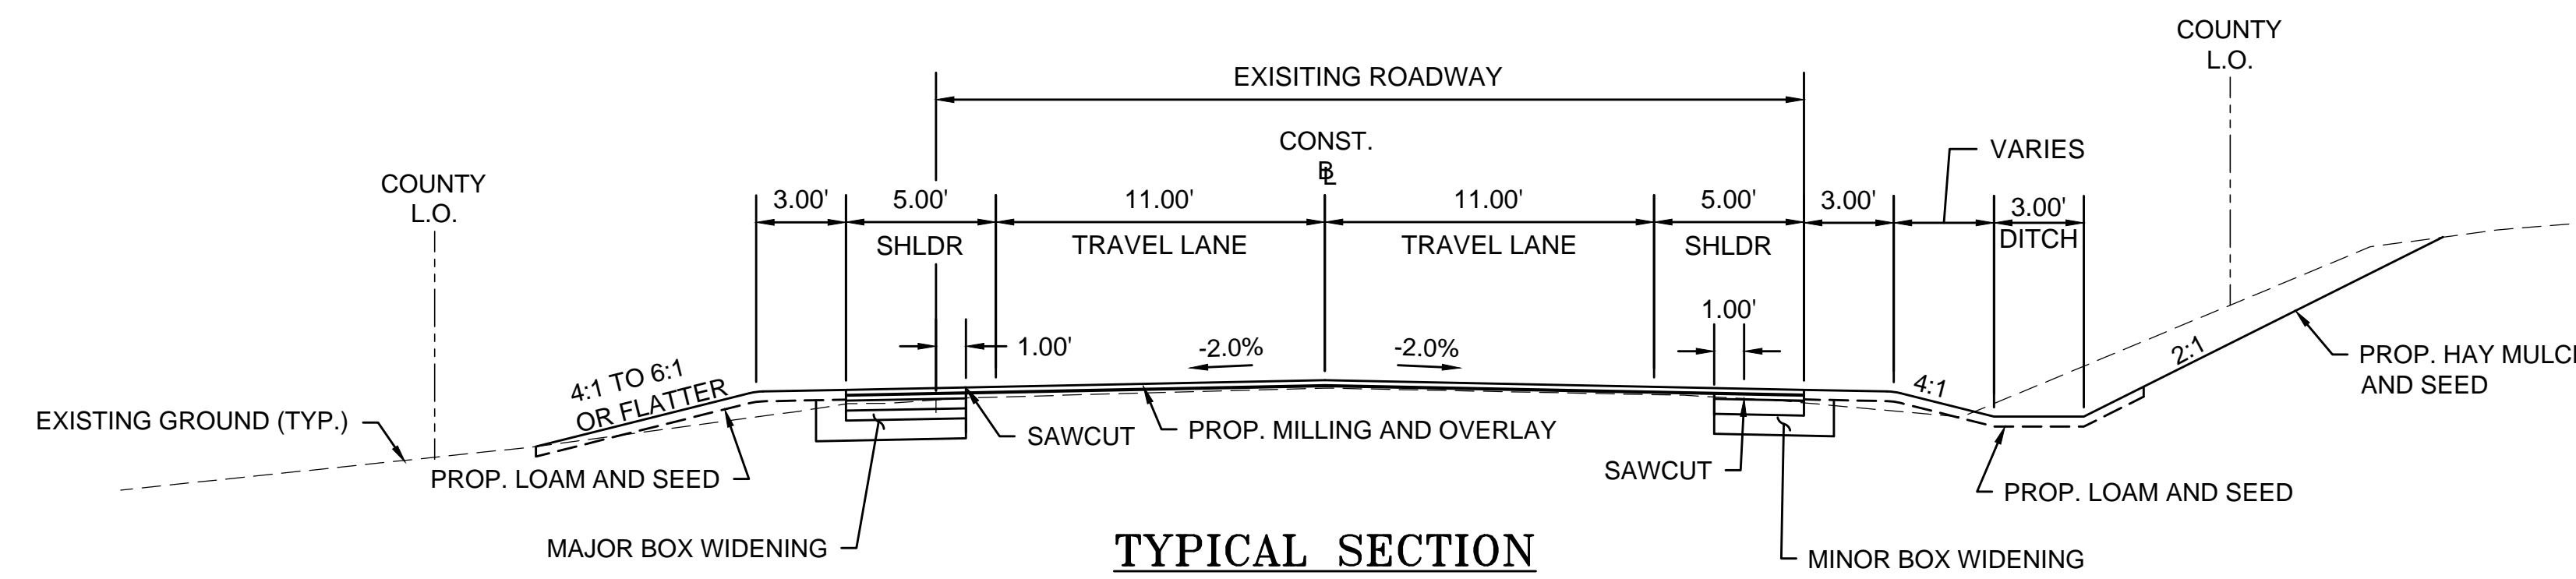 COUNTY
L.O.
EXISITING ROADWAY
CONST.
BL
VARIES
COUNTY
L.O.
3.00'
5.00'
11.00'
11.00'
5.00'
3.00'
3.00'
SHLDR
TRAVEL LANE
TRAVEL LANE
SHLDR
DITCH
1.00'
1.00'
-2.0%
-2.0%
2:1
PROP. HAY MULC
AND SEED
4:1 TO 6:1
OR FLATTER
4:1
EXISTING GROUND (TYP.)
SAWCUT
PROP. MILLING AND OVERLAY
SAWCUT
PROP. LOAM AND SEED
PROP. LOAM AND SEED
MAJOR BOX WIDENING
TYPICAL SECTION
MINOR BOX WIDENING